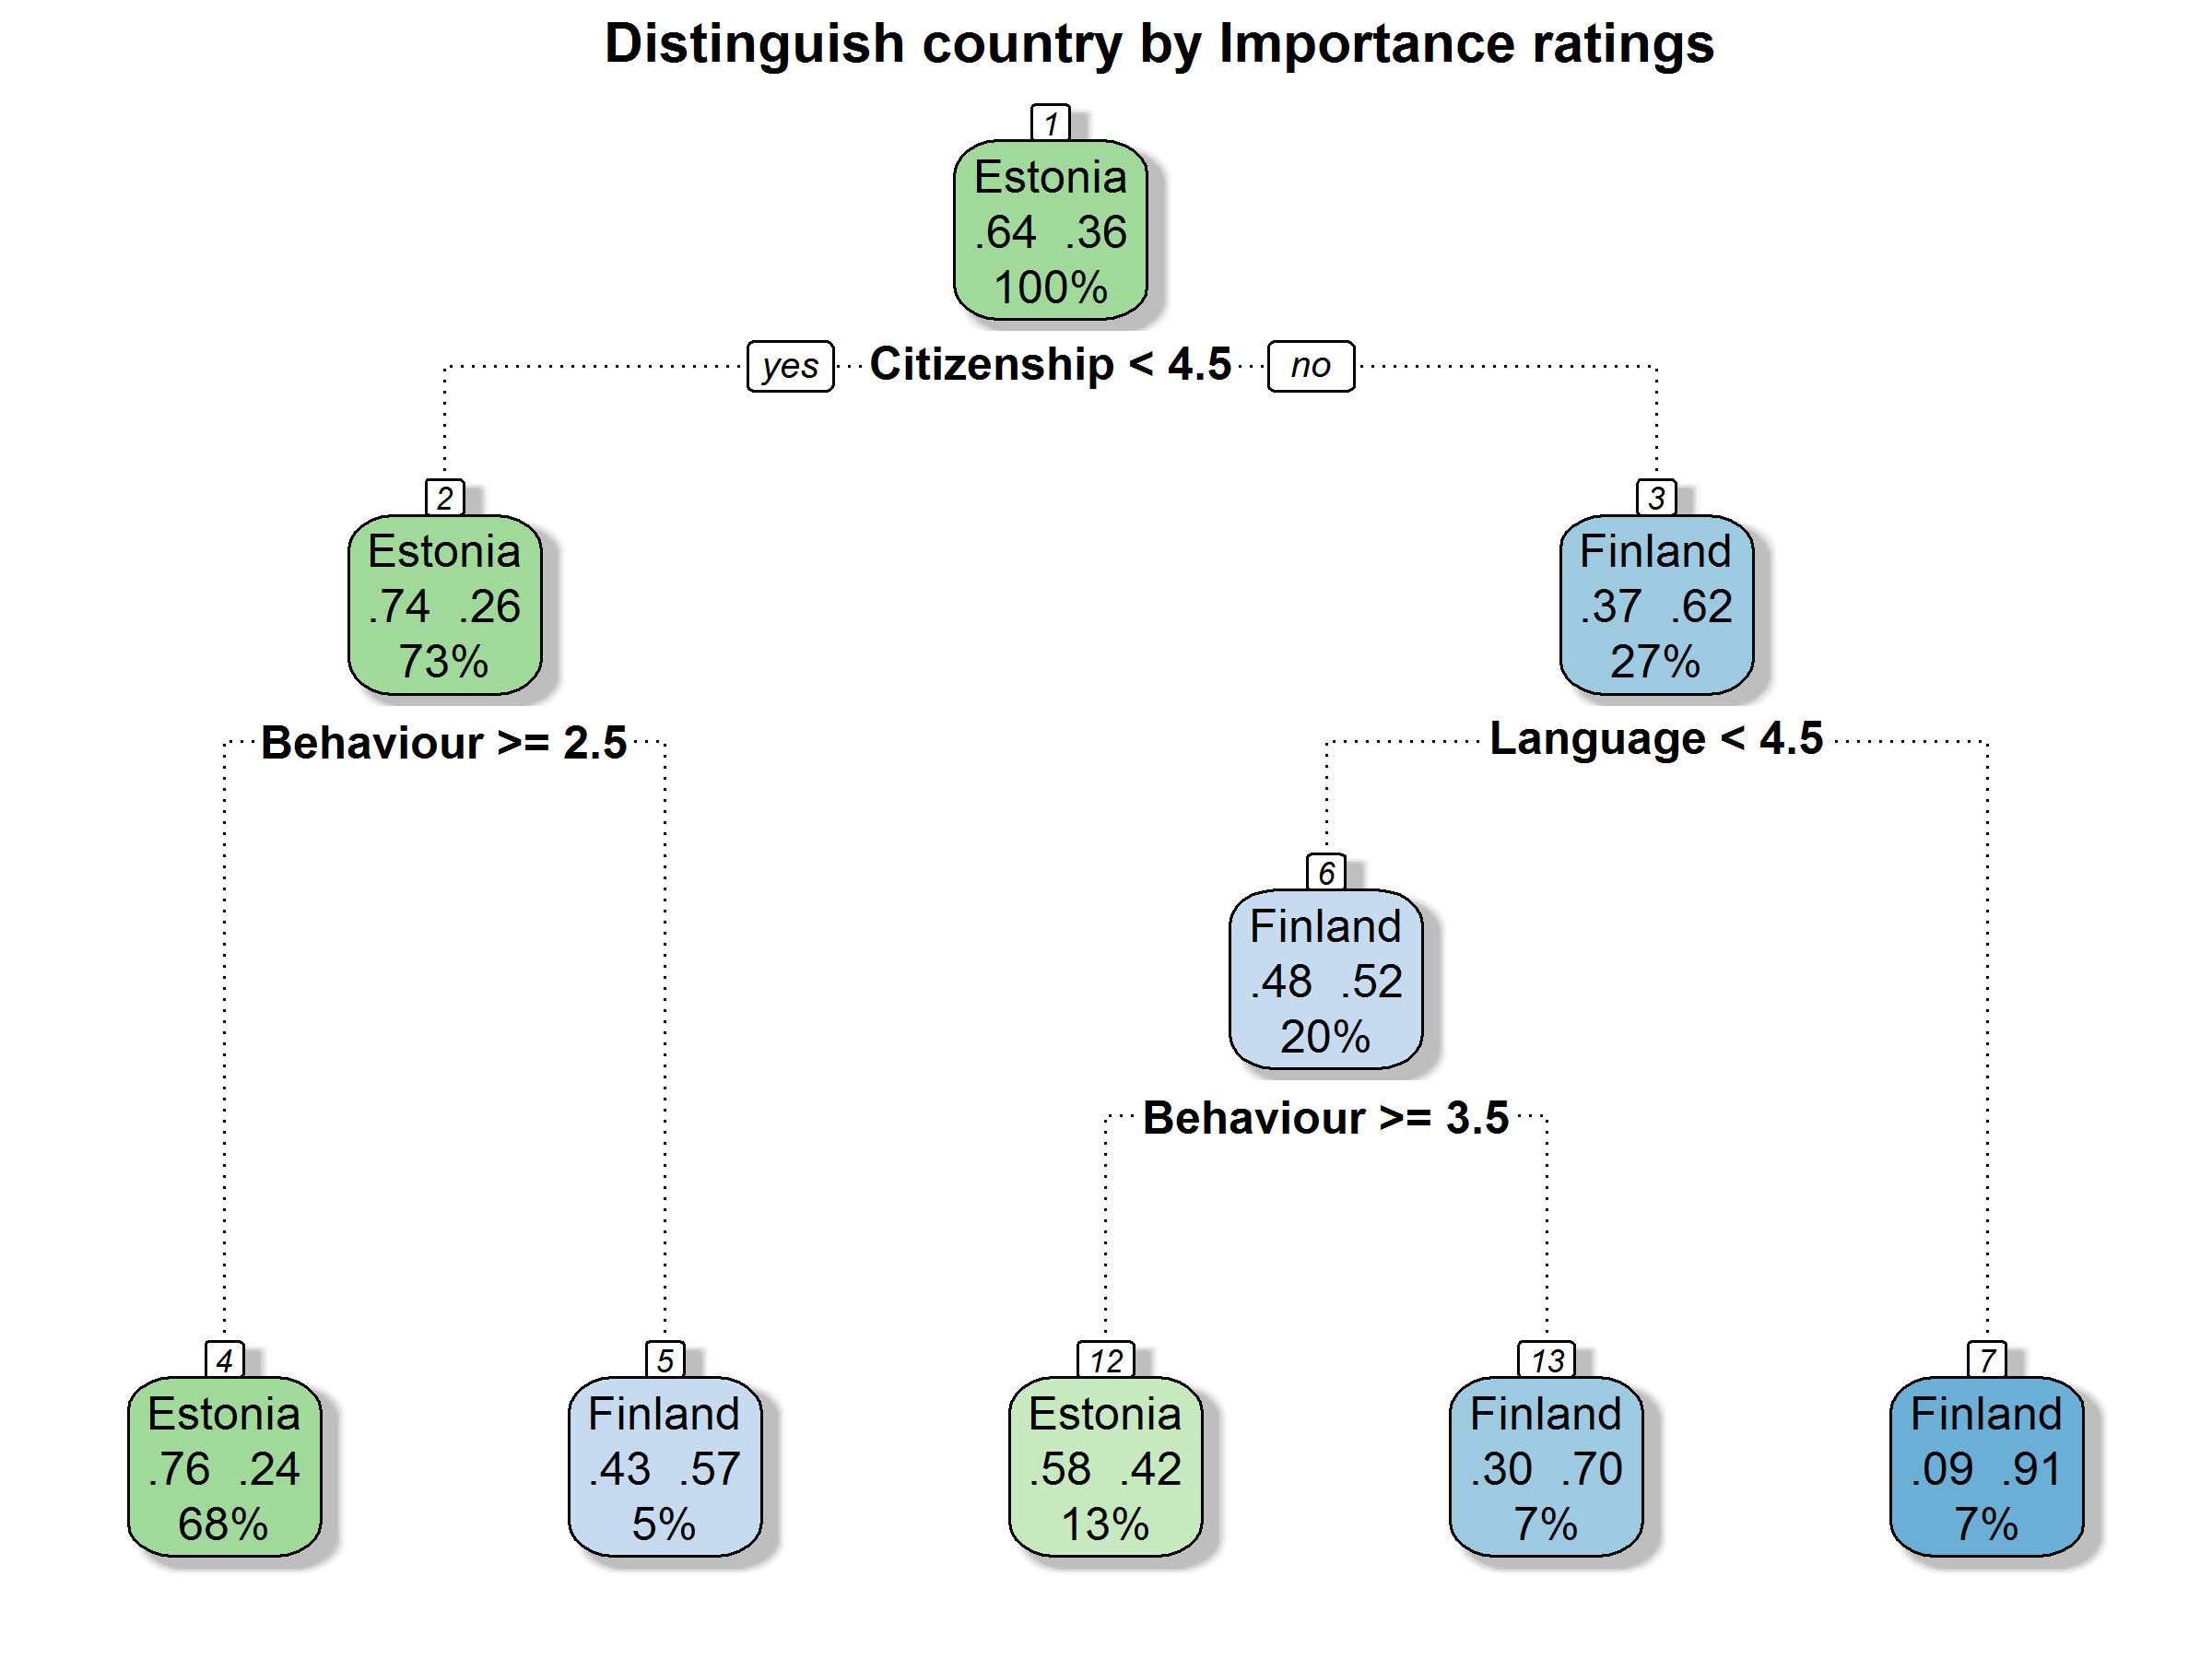 Distinguish country by Importance ratings
1
Estonia
.64 .36
100%
yes Citizenship < 4.5 no
2
Estonia
.74 .26
73%
3
Finland
.37 .62
27%
Behaviour >= 2.5
Language < 4.5
6
Finland
.48 .52
20%
Behaviour >= 3.5
4
Estonia
.76 .24
68%
5
Finland
.43 .57
5%
12
Estonia
.58 .42
13%
13
Finland
.30 .70
7%
7
Finland
.09 .91
7%